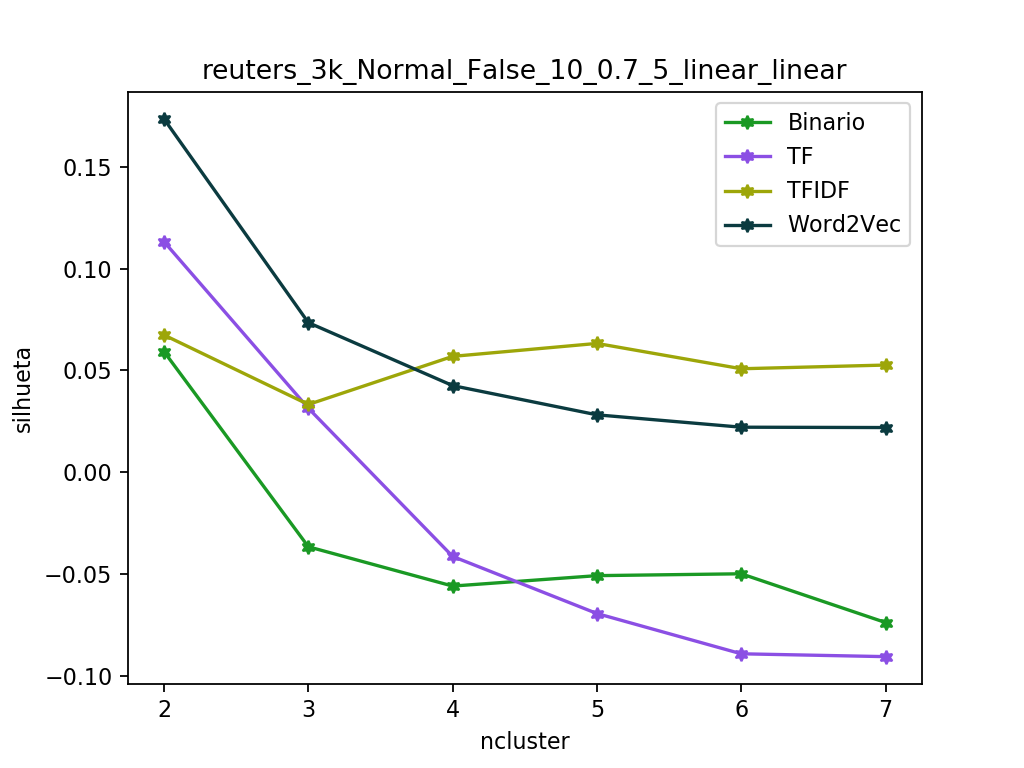 reuters_3k_Normal_False_10_0.7_5_linear_linear
Binario
TF
TFIDF
Word2Vec
0.15
0.10
0.05
0.00
−0.05
−0.10
silhueta
2 3 4 5 6 7
ncluster